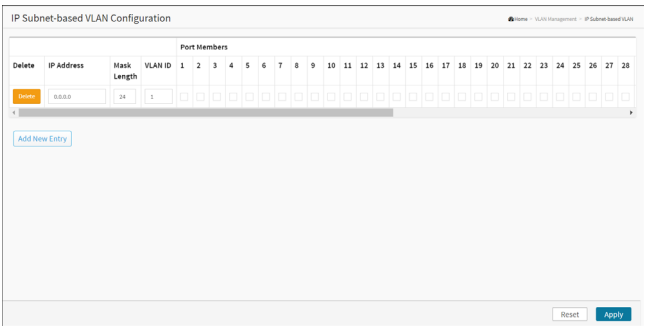 IP Subnet-based VLAN Configuration
Home / VLAN Management / IP Subnet-based VLAN
Port Members
Delete IP Address Mask Length VLAN ID 1 2 3 4 5 6 7 8 9 10 11 12 13 14 15 16 17 18 19 20 21 22 23 24 25 26 27 28
Delete 0.0.0.0 24 1
Add New Entry
Reset Apply